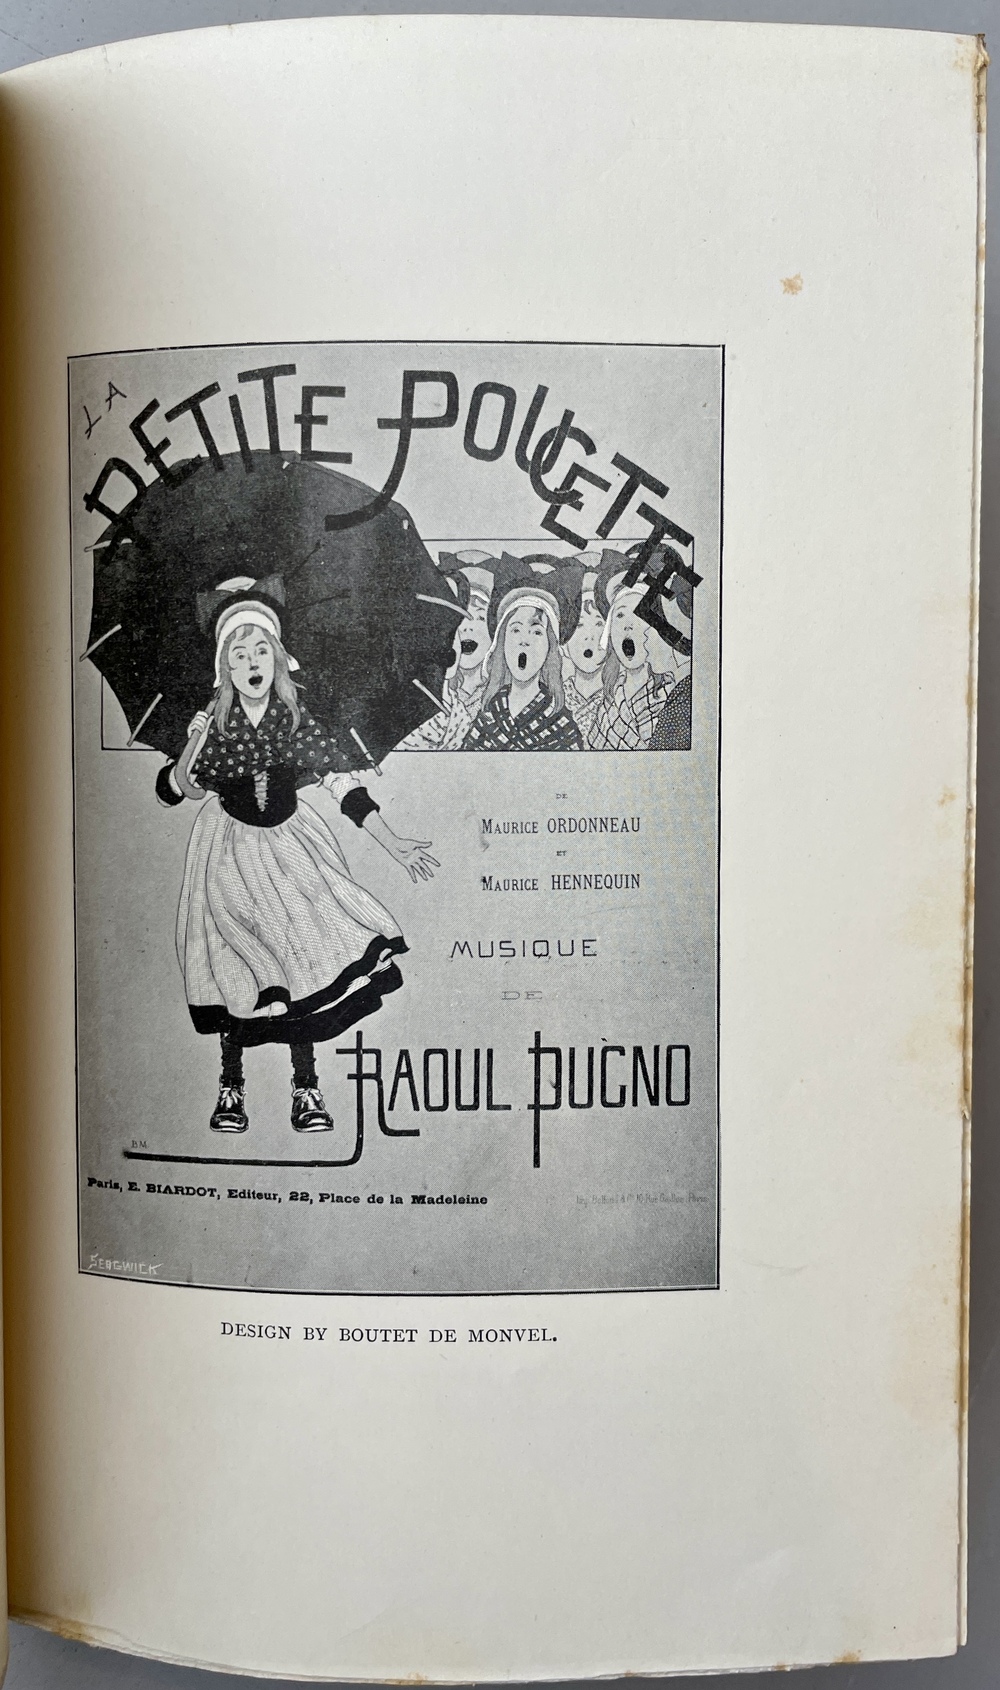 LA
PETITE POUCETTE
DE
MAURICE ORDONNEAU
ET
MAURICE HENNEQUIN
MUSIQUE
DE
RAOUL PUGNO
BM
Paris, E. BIARDOT, Editeur, 22, Place de la Madeleine
SEDGWICK
DESIGN BY BOUTET DE MONVEL.